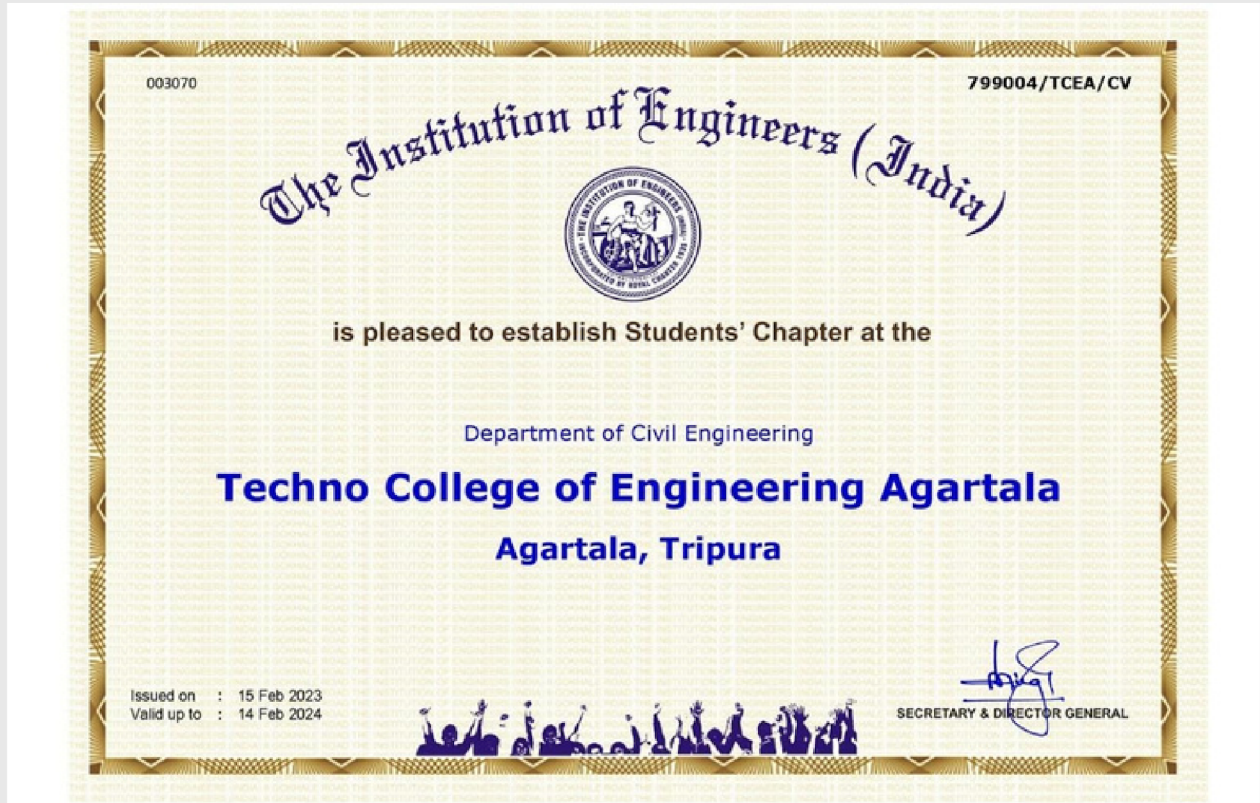 003070
799004/TCEA/CV
The Institution of Engineers (India)
THE INSTITUTION OF ENGINEERS (INDIA)
INCORPORATED BY ROYAL CHARTER 1935
is pleased to establish Students’ Chapter at the
Department of Civil Engineering
Techno College of Engineering Agartala
Agartala, Tripura
Issued on : 15 Feb 2023
Valid up to : 14 Feb 2024
SECRETARY & DIRECTOR GENERAL